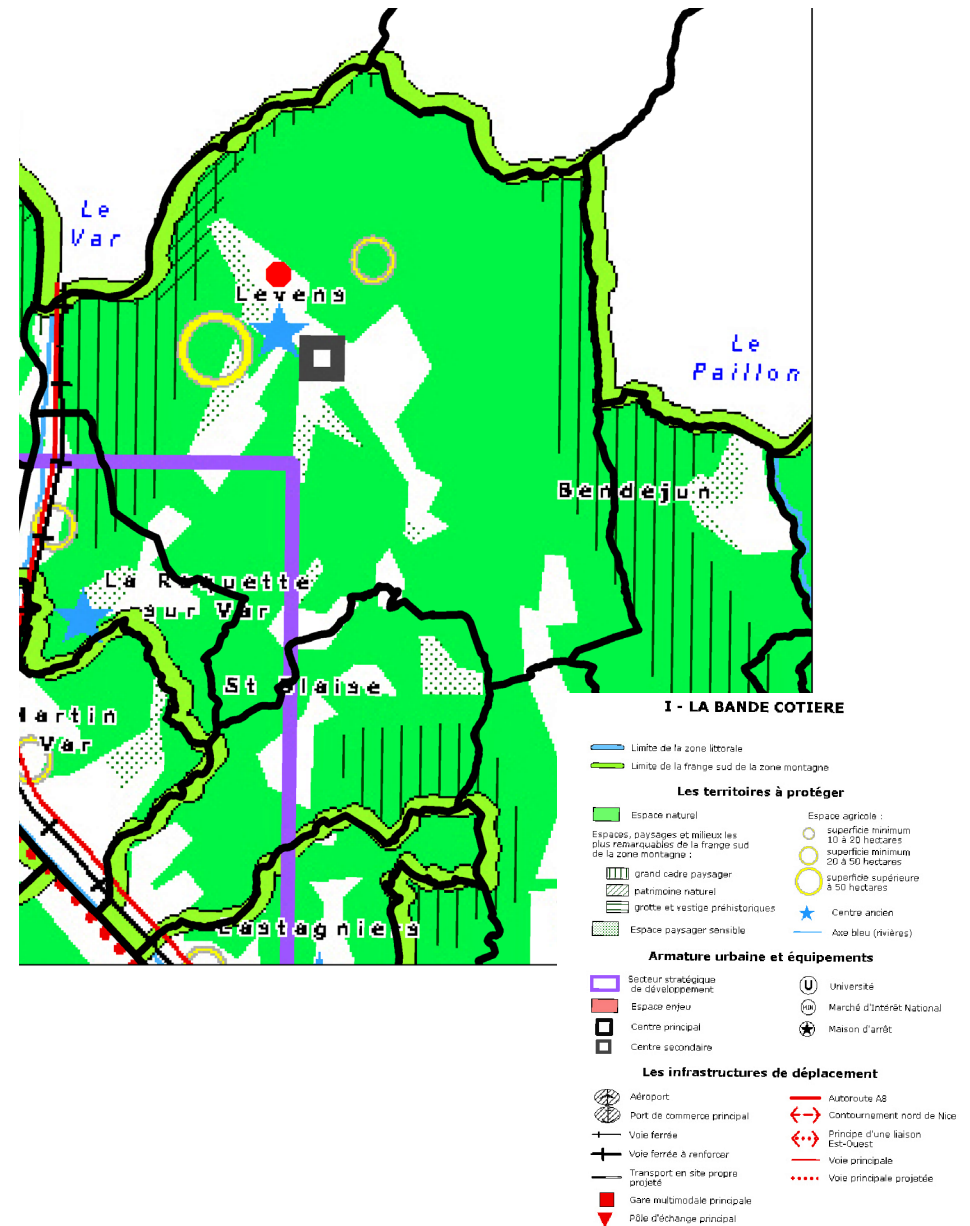 Le
Var
Levens
Le
Paillon
Bendejun
La Roquette
sur Var
St Blaise
Martin
Var
Castagniers
I - LA BANDE COTIERE
Limite de la zone littorale
Limite de la frange sud de la zone montagne
Les territoires à protéger
Espace naturel
Espaces, paysages et milieux les
plus remarquables de la frange sud
de la zone montagne :
grand cadre paysager
patrimoine naturel
grotte et vestige préhistoriques
Espace paysager sensible
Espace agricole :
superficie minimum
10 à 20 hectares
superficie minimum
20 à 50 hectares
superficie supérieure
à 50 hectares
Centre ancien
Axe bleu (rivières)
Armature urbaine et équipements
Secteur stratégique
de développement
Espace enjeu
Centre principal
Centre secondaire
U Université
MIN Marché d'Intérêt National
Maison d'arrêt
Les infrastructures de déplacement
Aéroport
Port de commerce principal
Voie ferrée
Voie ferrée à renforcer
Transport en site propre
projeté
Gare multimodale principale
Pôle d'échange principal
Autoroute A8
Contournement nord de Nice
Principe d'une liaison
Est-Ouest
Voie principale
Voie principale projetée